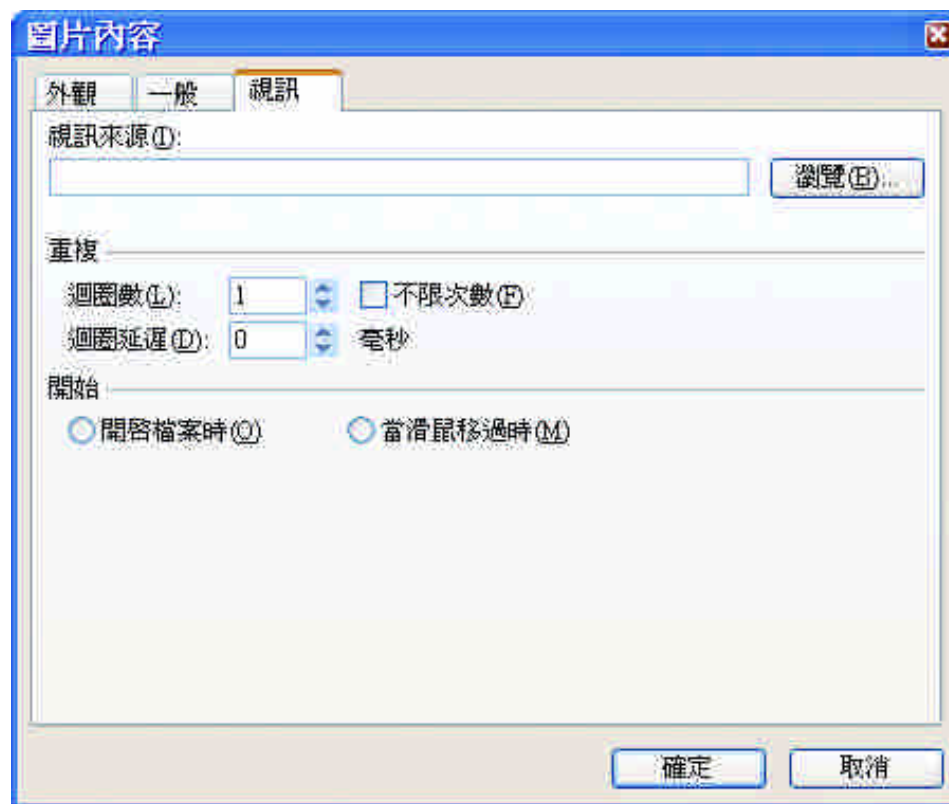 圖片內容
外觀 一般 視訊
視訊來源(I):
瀏覽(B)...
重複
迴圈數(L): 1 不限次數(F)
迴圈延遲(D): 0 毫秒
開始
開啓檔案時(O) 當滑鼠移過時(M)
確定 取消